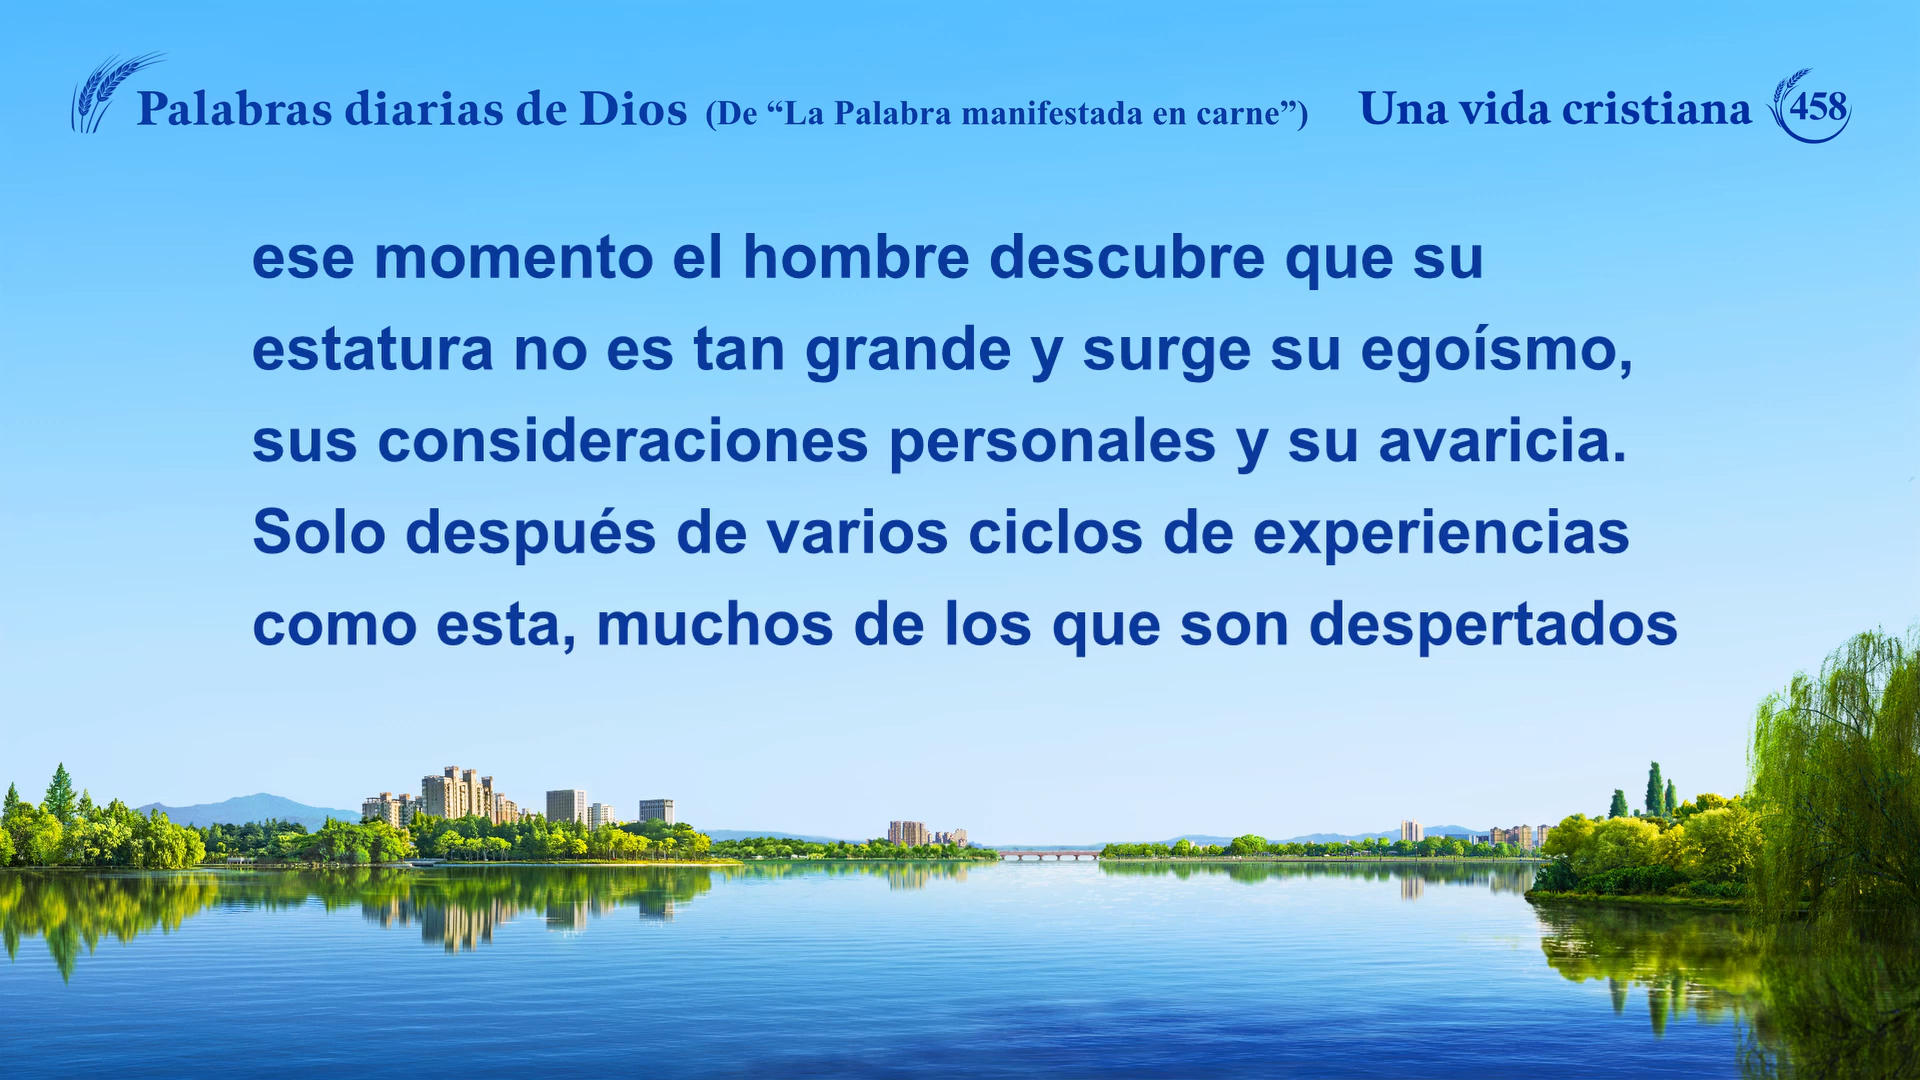 Palabras diarias de Dios (De “La Palabra manifestada en carne”) Una vida cristiana 458
ese momento el hombre descubre que su
estatura no es tan grande y surge su egoísmo,
sus consideraciones personales y su avaricia.
Solo después de varios ciclos de experiencias
como esta, muchos de los que son despertados